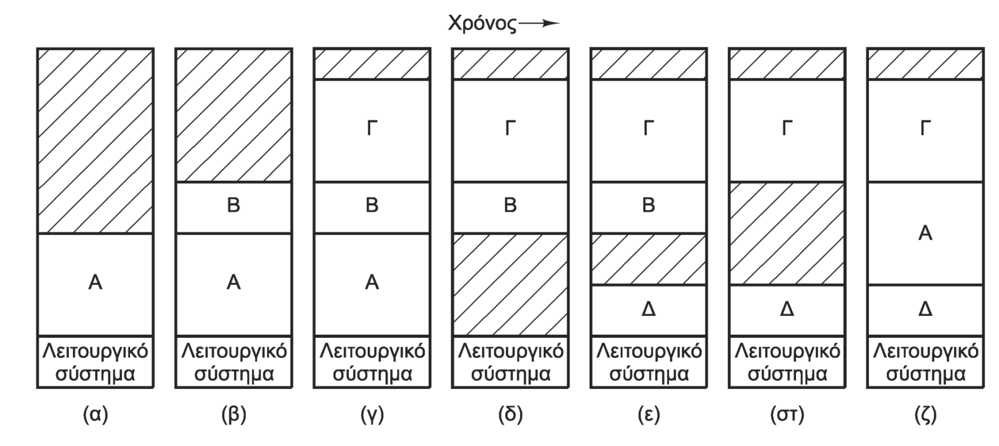 Χρόνος
Γ Γ Γ Γ Γ
Β Β Β Β
Α
Α Α Α
Δ Δ Δ
Λειτουργικό Λειτουργικό Λειτουργικό Λειτουργικό Λειτουργικό Λειτουργικό Λειτουργικό
σύστημα σύστημα σύστημα σύστημα σύστημα σύστημα σύστημα
(α) (β) (γ) (δ) (ε) (στ) (ζ)